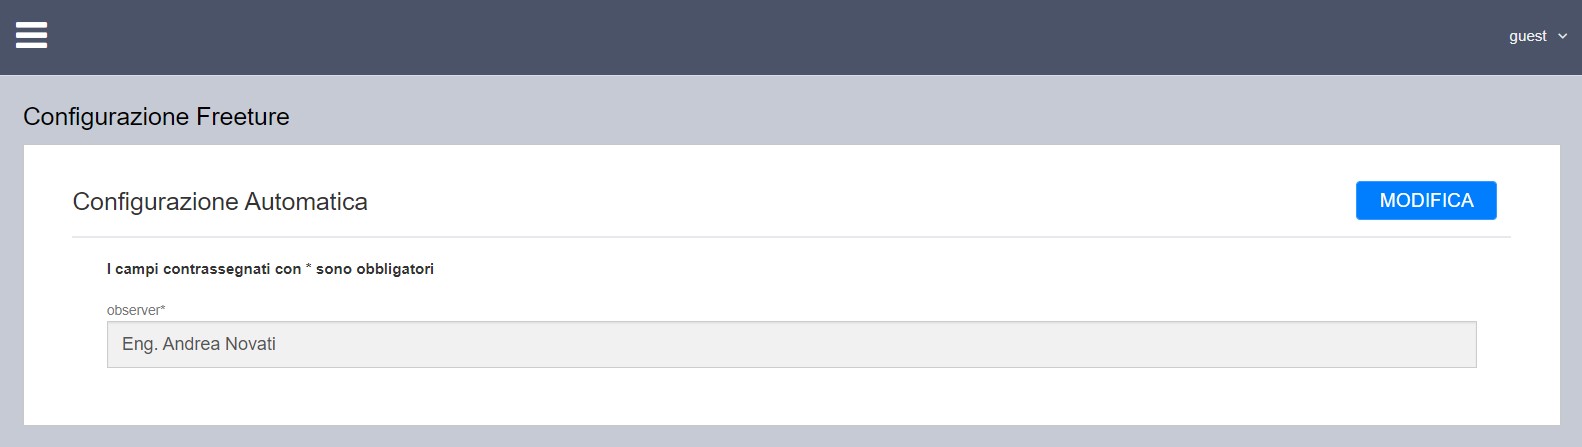 guest
Configurazione Freeture
Configurazione Automatica
MODIFICA
I campi contrassegnati con * sono obbligatori
observer*
Eng. Andrea Novati